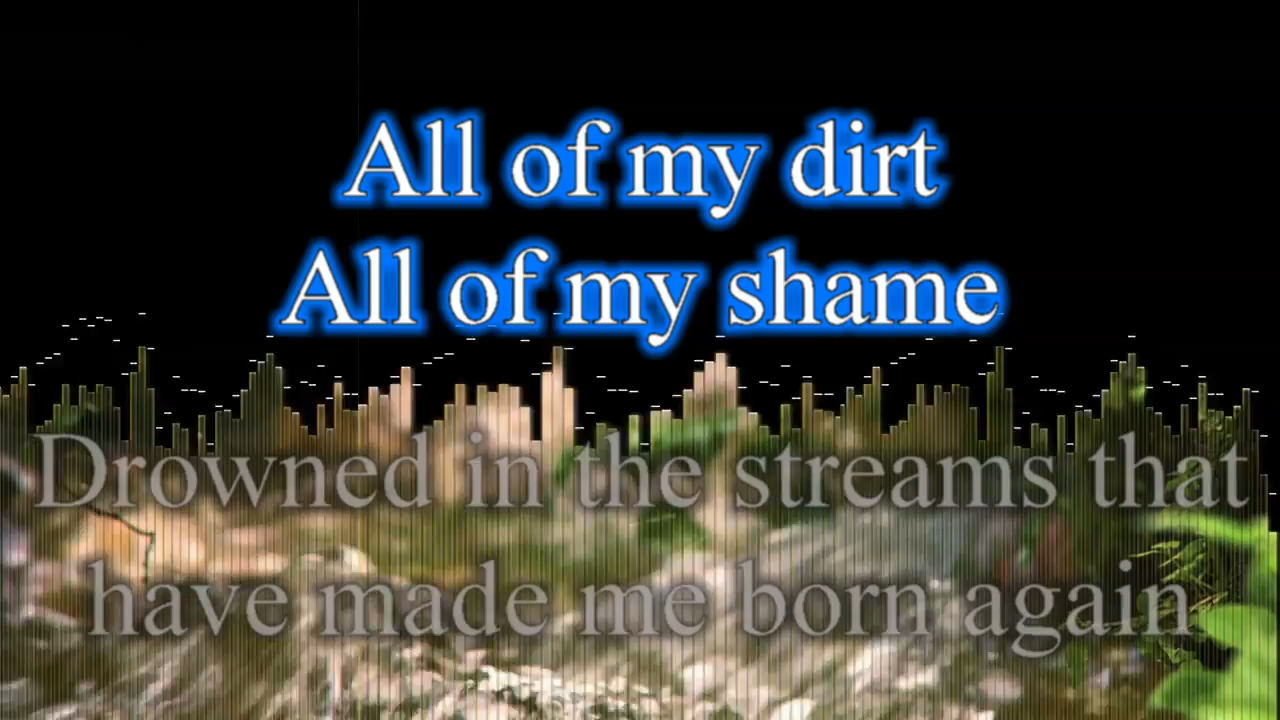 All of my dirt
All of my shame
Drowned in the streams that
have made me born again